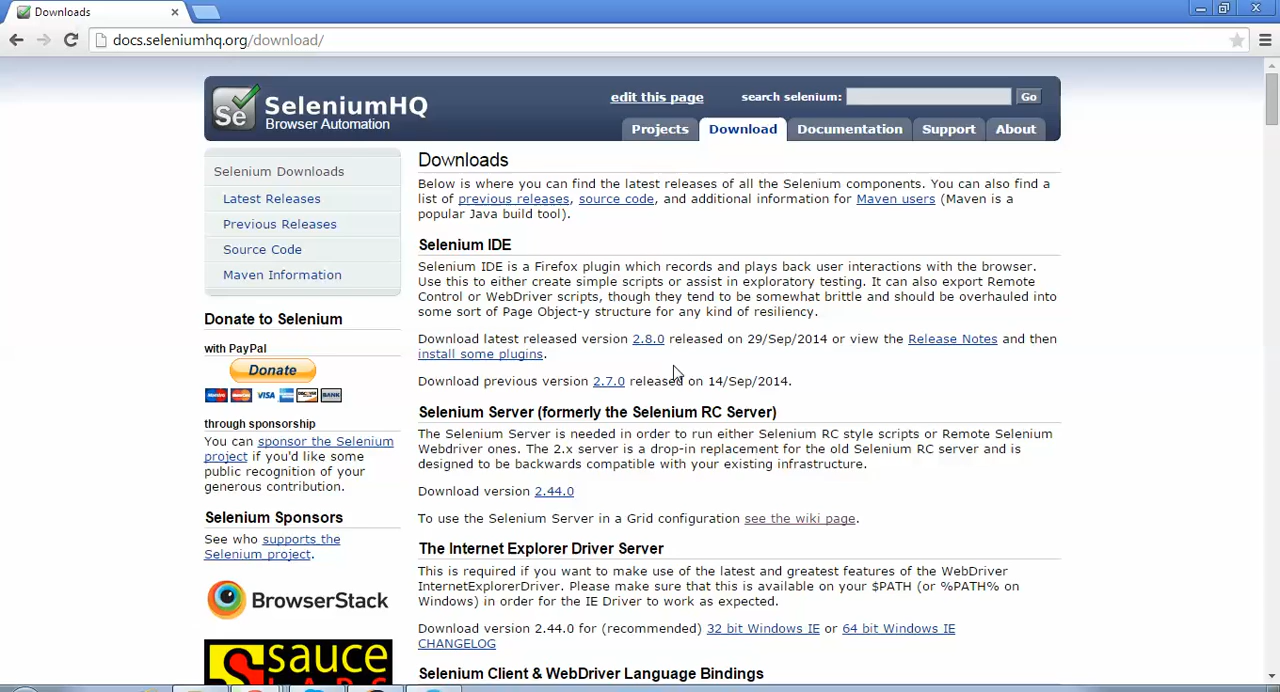 Downloads
docs.seleniumhq.org/download/
Se
SeleniumHQ
Browser Automation
edit this page
search selenium:
Go
Projects
Download
Documentation
Support
About
Selenium Downloads
Latest Releases
Previous Releases
Source Code
Maven Information
Donate to Selenium
with PayPal
Donate
VISA
BANK
through sponsorship
You can sponsor the Selenium
project if you'd like some
public recognition of your
generous contribution.
Selenium Sponsors
See who supports the
Selenium project.
BrowserStack
sauce
Downloads
Below is where you can find the latest releases of all the Selenium components. You can also find a
list of previous releases, source code, and additional information for Maven users (Maven is a
popular Java build tool).
Selenium IDE
Selenium IDE is a Firefox plugin which records and plays back user interactions with the browser.
Use this to either create simple scripts or assist in exploratory testing. It can also export Remote
Control or WebDriver scripts, though they tend to be somewhat brittle and should be overhauled into
some sort of Page Object-y structure for any kind of resiliency.
Download latest released version 2.8.0 released on 29/Sep/2014 or view the Release Notes and then
install some plugins.
Download previous version 2.7.0 released on 14/Sep/2014.
Selenium Server (formerly the Selenium RC Server)
The Selenium Server is needed in order to run either Selenium RC style scripts or Remote Selenium
Webdriver ones. The 2.x server is a drop-in replacement for the old Selenium RC server and is
designed to be backwards compatible with your existing infrastructure.
Download version 2.44.0
To use the Selenium Server in a Grid configuration see the wiki page.
The Internet Explorer Driver Server
This is required if you want to make use of the latest and greatest features of the WebDriver
InternetExplorerDriver. Please make sure that this is available on your $PATH (or %PATH% on
Windows) in order for the IE Driver to work as expected.
Download version 2.44.0 for (recommended) 32 bit Windows IE or 64 bit Windows IE
CHANGELOG
Selenium Client & WebDriver Language Bindings